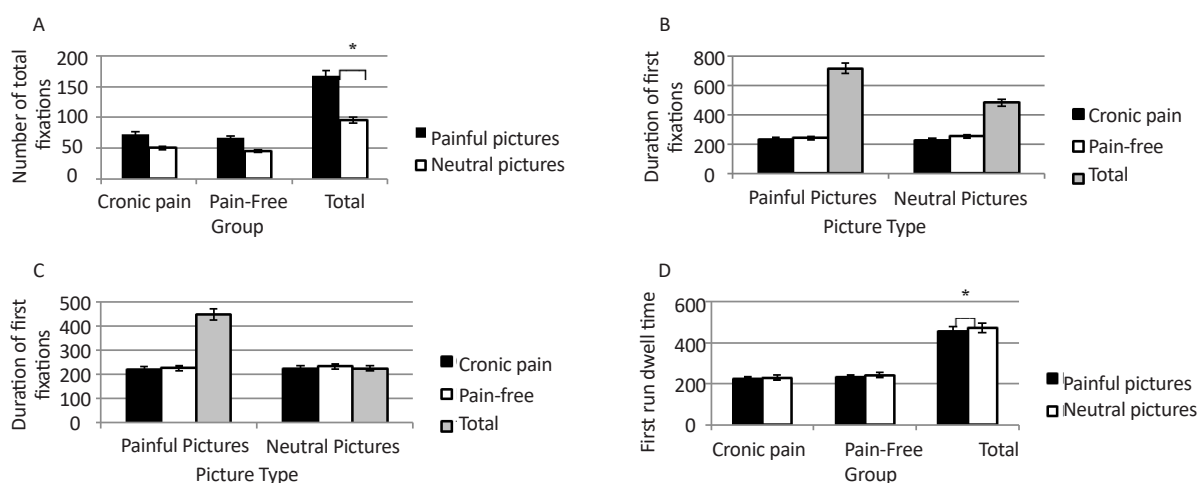 A
Number of total
fixations
200
150
100
50
0
*
Cronic pain
Pain-Free
Total
Group
Painful pictures
Neutral pictures
B
Duration of first
fixations
800
600
400
200
0
Painful Pictures
Neutral Pictures
Picture Type
Cronic pain
Pain-free
Total
C
Duration of first
fixations
500
400
300
200
100
0
Painful Pictures
Neutral Pictures
Picture Type
Cronic pain
Pain-free
Total
D
First run dwell time
600
400
200
0
*
Cronic pain
Pain-Free
Total
Group
Painful pictures
Neutral pictures